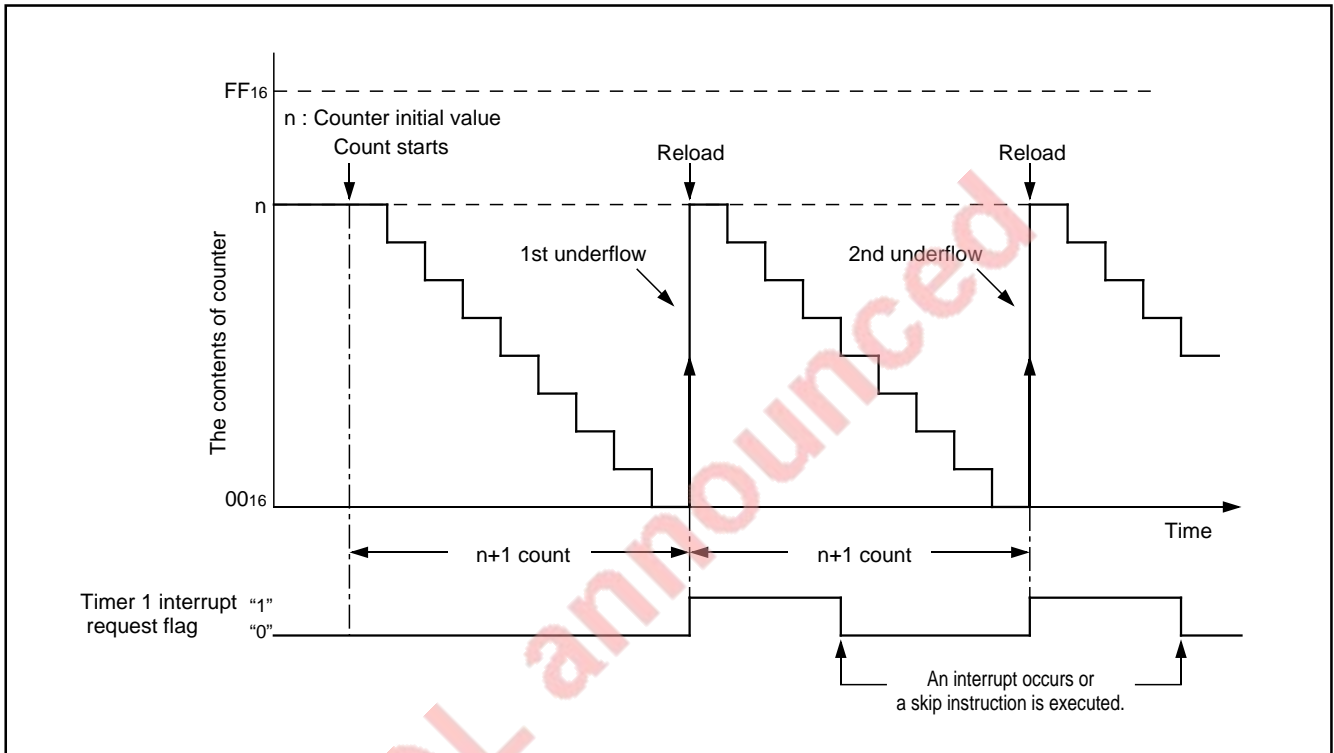 FF16
n : Counter initial value
Count starts
Reload
Reload
n
1st underflow
2nd underflow
The contents of counter
0016
Time
n+1 count
n+1 count
Timer 1 interrupt
request flag
“1”
“0”
An interrupt occurs or
a skip instruction is executed.
L announced